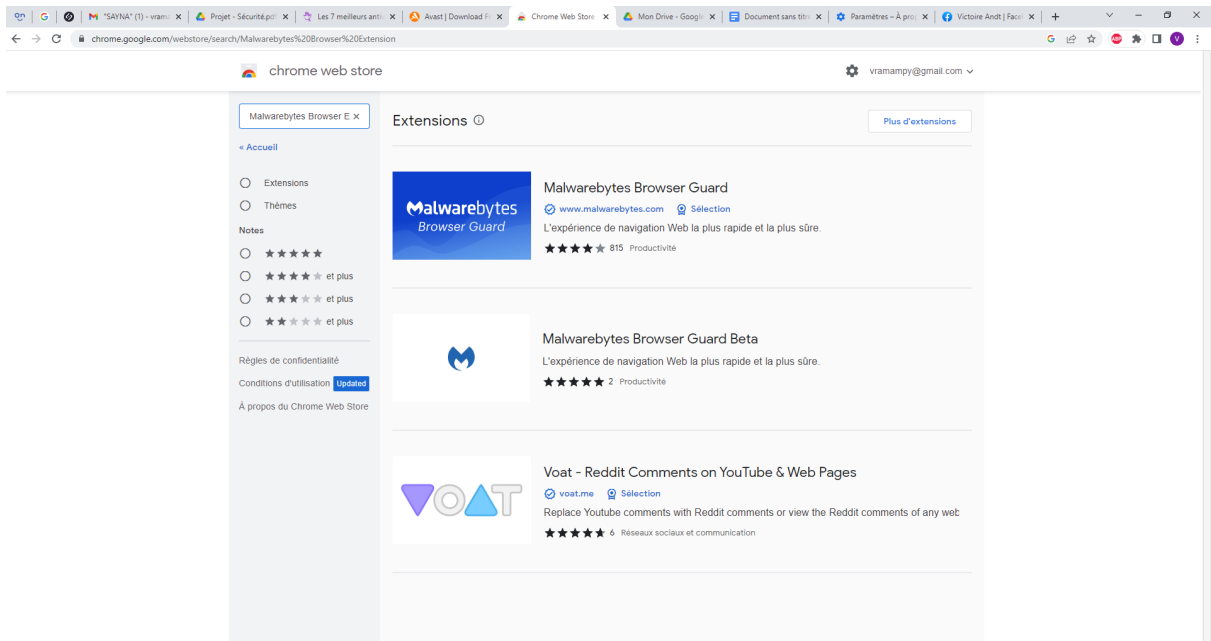 "SAYNA" (1) - vrama
Projet - Sécurité.pdf
Les 7 meilleurs anti
Avast | Download Fr
Chrome Web Store
Mon Drive - Google
Document sans titre
Paramètres – À prop
Victoire Andt | Face
chrome.google.com/webstore/search/Malwarebytes%20Browser%20Extension
ABP
V
chrome web store
vramampy@gmail.com
Malwarebytes Browser E
« Accueil
Extensions
Thèmes
Notes
et plus
et plus
et plus
Règles de confidentialité
Conditions d'utilisation Updated
À propos du Chrome Web Store
Extensions
Plus d'extensions
Malwarebytes
Browser Guard
Malwarebytes Browser Guard
www.malwarebytes.com Sélection
L'expérience de navigation Web la plus rapide et la plus sûre.
815 Productivité
Malwarebytes Browser Guard Beta
L'expérience de navigation Web la plus rapide et la plus sûre.
2 Productivité
VOAT
Voat - Reddit Comments on YouTube & Web Pages
voat.me Sélection
Replace Youtube comments with Reddit comments or view the Reddit comments of any web
6 Réseaux sociaux et communication